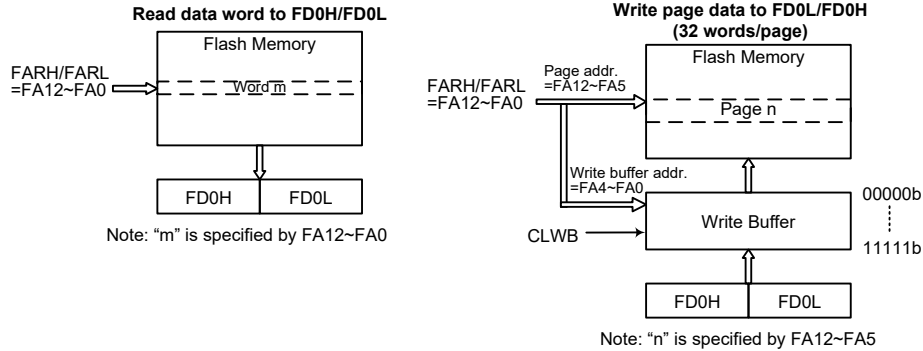 Read data word to FD0H/FD0L
Flash Memory
FARH/FARL
=FA12~FA0
Word m
FD0H
FD0L
Note: “m” is specified by FA12~FA0
Write page data to FD0L/FD0H
(32 words/page)
Flash Memory
FARH/FARL
=FA12~FA0
Page addr.
=FA12~FA5
Page n
Write buffer addr.
=FA4~FA0
Write Buffer
00000b
11111b
CLWB
FD0H
FD0L
Note: “n” is specified by FA12~FA5